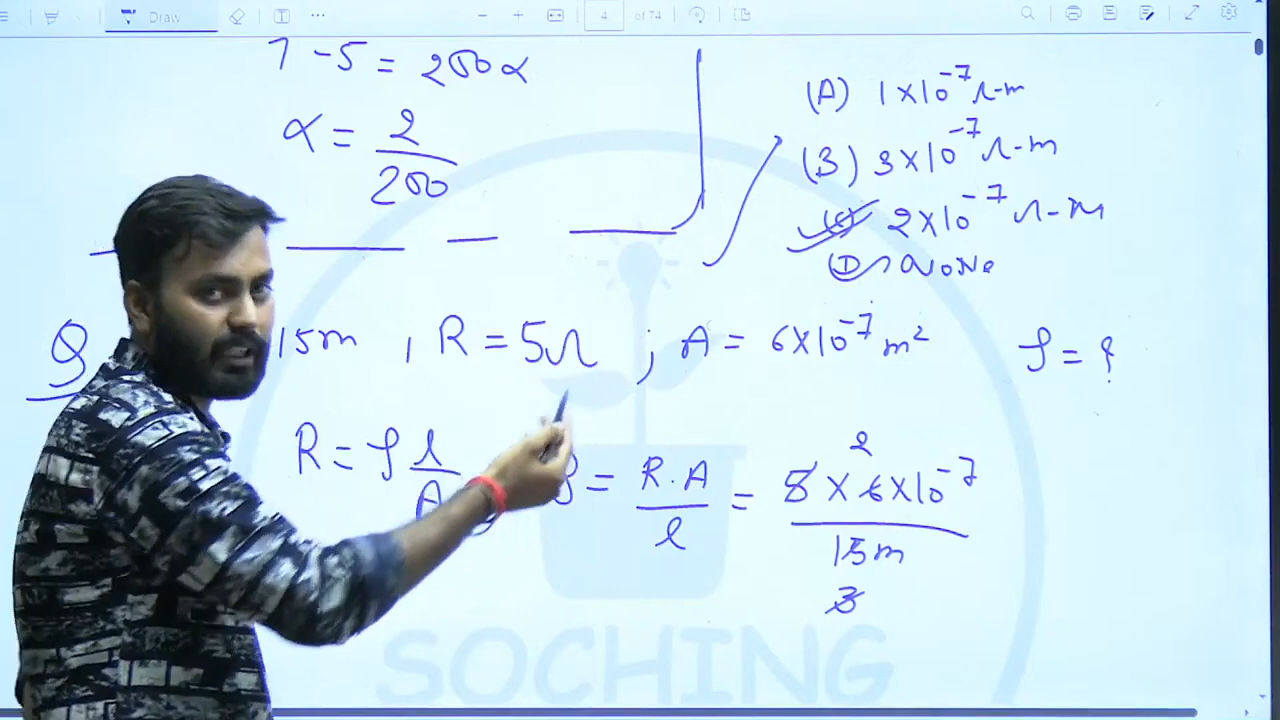 Draw
4 of 74
7 - 5 = 200α
α = 2/200
(A) 1×10⁻⁷ Ω-m
(B) 3×10⁻⁷ Ω-m
(C) 2×10⁻⁷ Ω-m
(D) NONE
Q 15m , R = 5Ω ; A = 6×10⁻⁷ m² ρ = ?
R = ρ l/A ρ = R.A/l = 5 × 6×10⁻⁷ / 15m
2
3
SOCHING